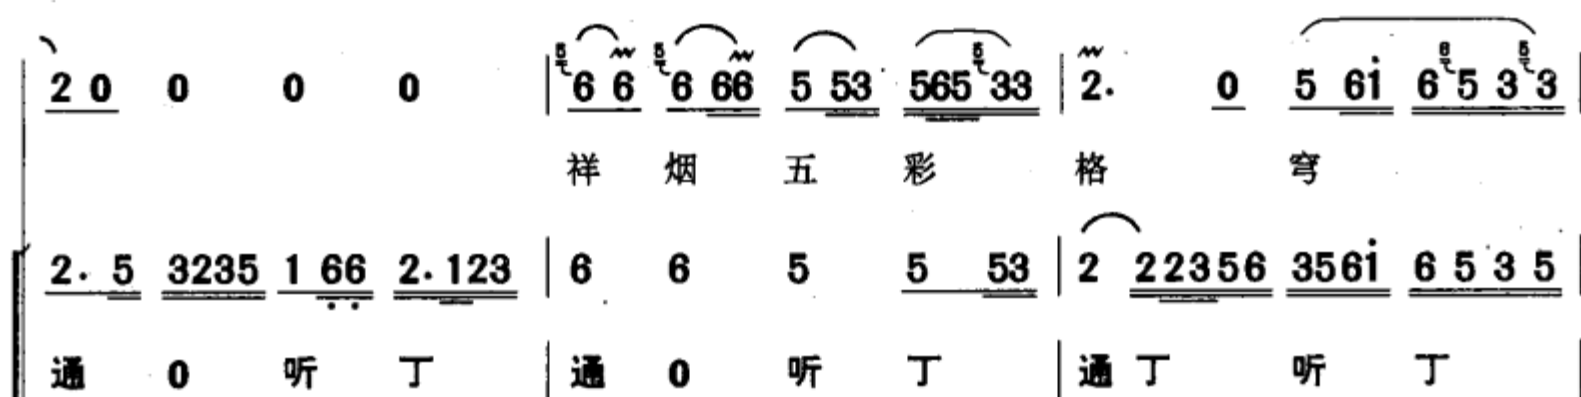 2 0 0 0 0 | 6 6 6 66 5 53 565 33 | 2· 0 5 61 6 5 3 3 |
祥 烟 五 彩 格 穹
2· 5 3235 1 66 2·123 | 6 6 5 5 53 | 2 22356 3561 6 5 3 5 |
通 0 听 丁 | 通 0 听 丁 | 通 丁 听 丁 |